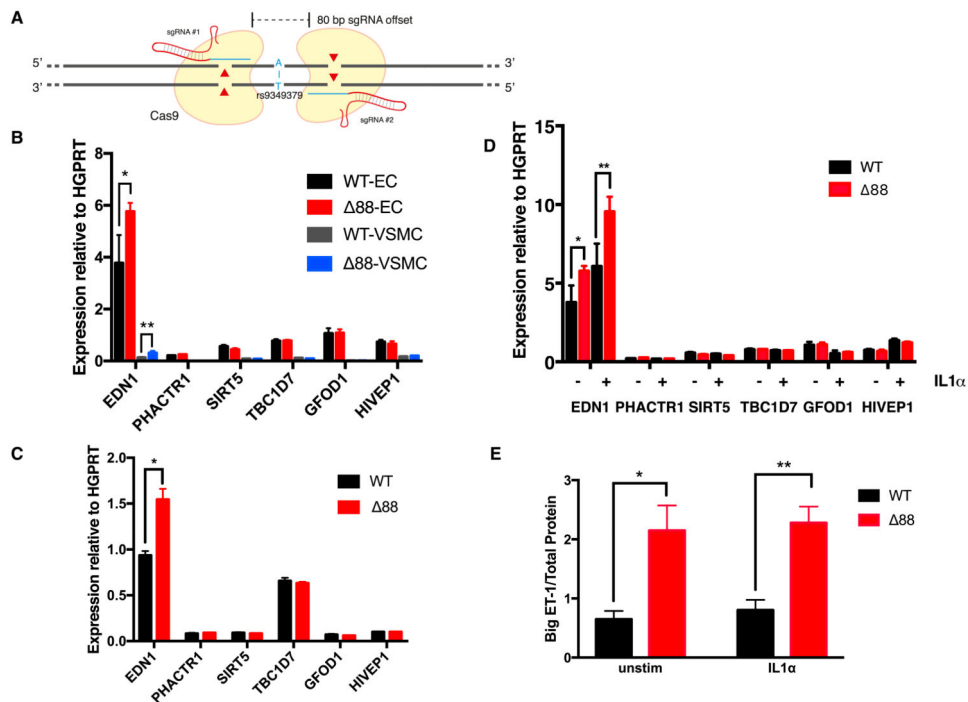 A
80 bp sgRNA offset
sgRNA #1
5’
3’
A
T
3’
5’
rs9349379
Cas9
sgRNA #2
B
Expression relative to HGPRT
8
6
4
2
0
*
**
WT-EC
Δ88-EC
WT-VSMC
Δ88-VSMC
EDN1
PHACTR1
SIRT5
TBC1D7
GFOD1
HIVEP1
D
Expression relative to HGPRT
15
10
5
0
*
**
WT
Δ88
- + - + - + - + - + - + IL1α
EDN1 PHACTR1 SIRT5 TBC1D7 GFOD1 HIVEP1
C
Expression relative to HGPRT
2.0
1.5
1.0
0.5
0.0
*
WT
Δ88
EDN1
PHACTR1
SIRT5
TBC1D7
GFOD1
HIVEP1
E
Big ET-1/Total Protein
3
2
1
0
*
**
WT
Δ88
unstim IL1α